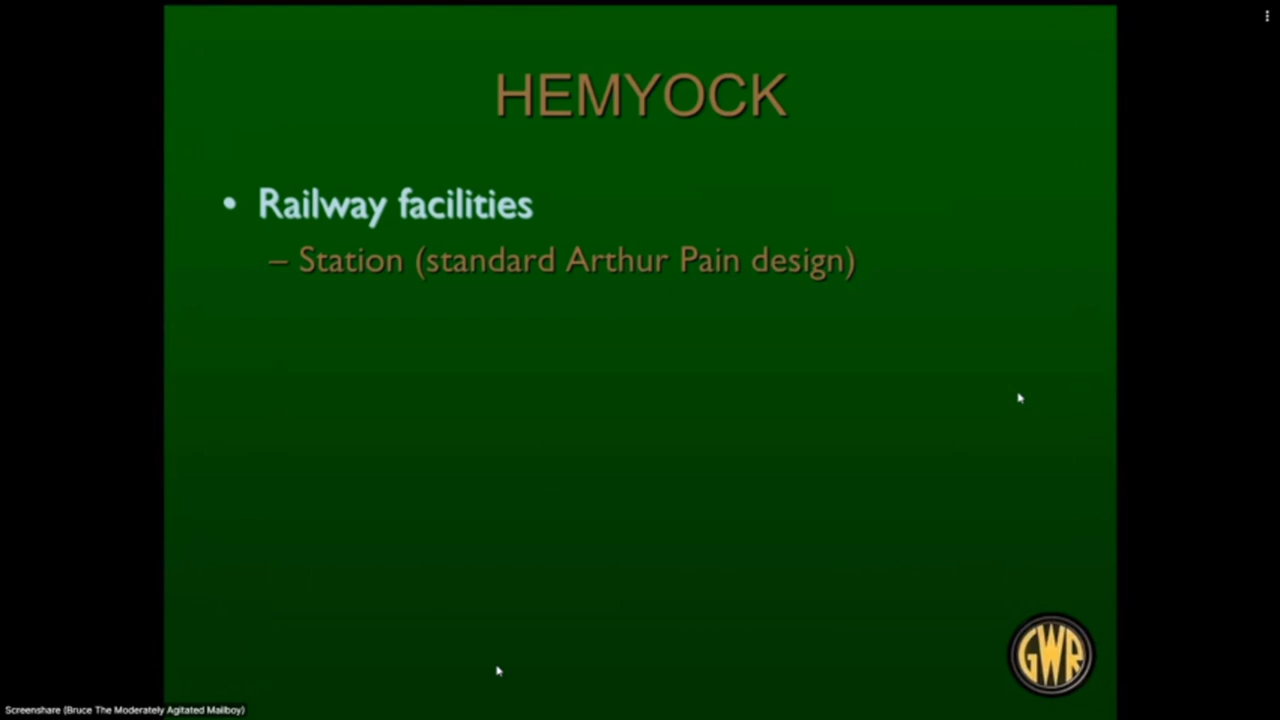 HEMYOCK
• Railway facilities
– Station (standard Arthur Pain design)
GWR
Screenshare (Bruce The Moderately Agitated Mailboy)